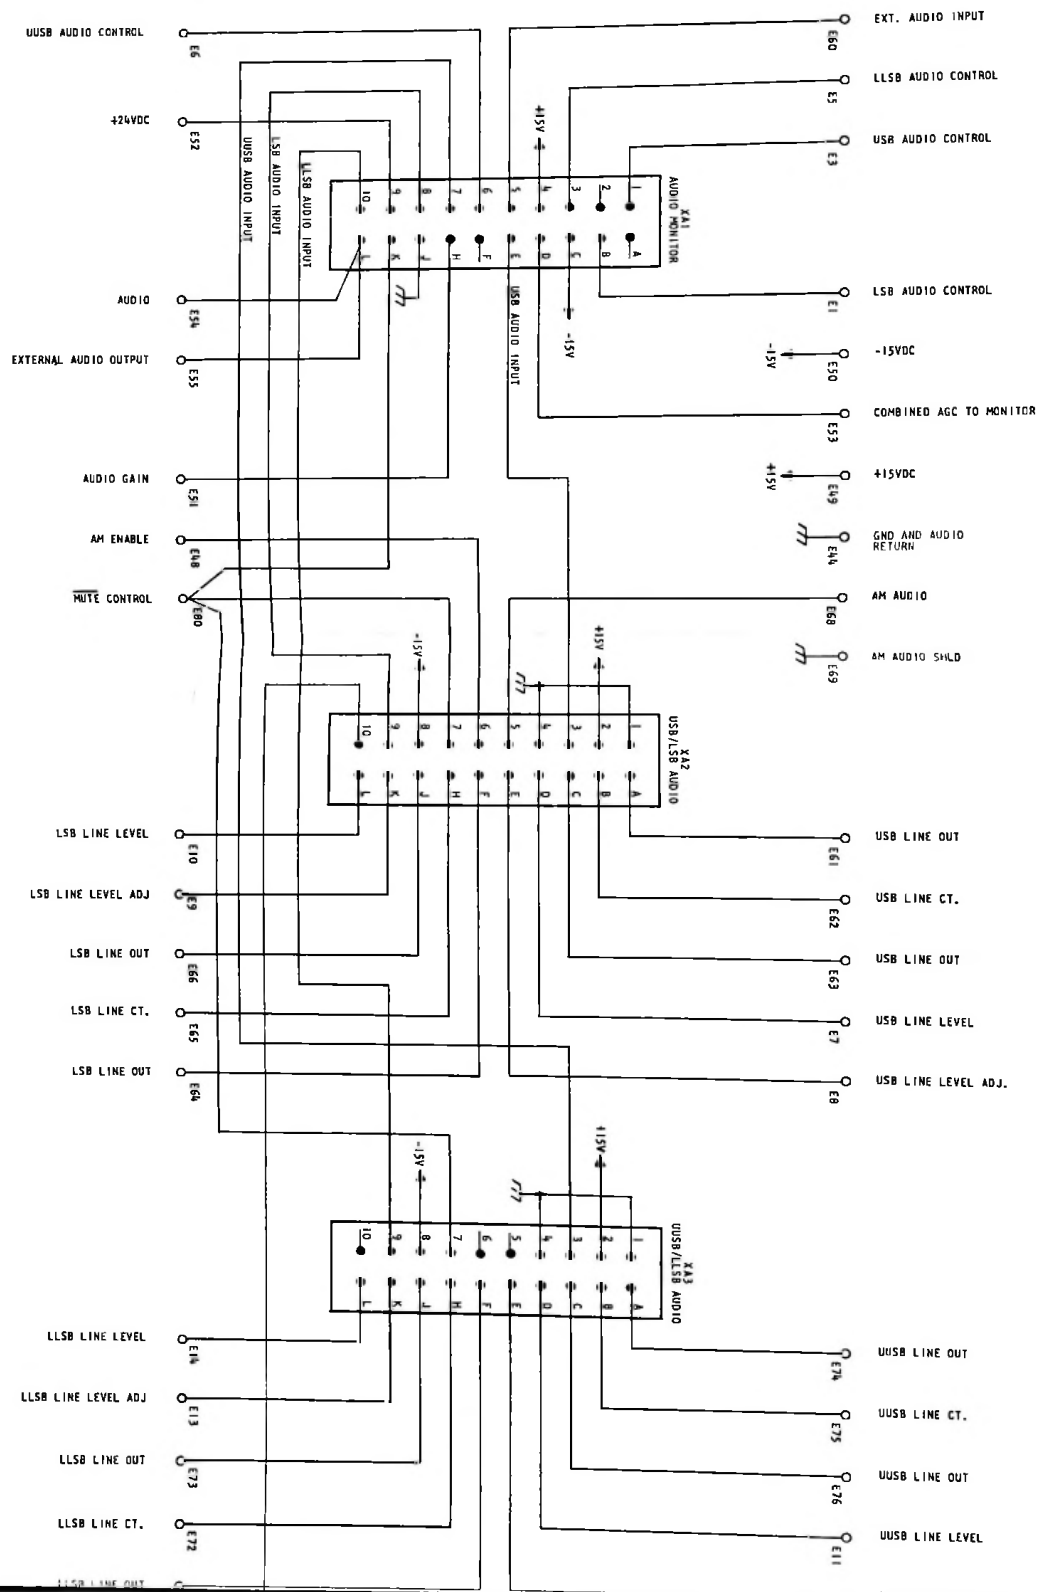 UUSB AUDIO CONTROL
E6
+24VDC
E52
UUSB AUDIO INPUT
LSB AUDIO INPUT
LLSB AUDIO INPUT
EXT. AUDIO INPUT
E60
LLSB AUDIO CONTROL
E5
USB AUDIO CONTROL
E3
+15V
XA1
AUDIO MONITOR
10 9 8 7 6 5 4 3 2 1
L K J H F E D C B A
AUDIO
E54
EXTERNAL AUDIO OUTPUT
E55
USB AUDIO INPUT
-15V
LSB AUDIO CONTROL
E1
-15VDC
E50
-15V
COMBINED AGC TO MONITOR
E53
AUDIO GAIN
E51
+15VDC
E49
+15V
AM ENABLE
E48
GND AND AUDIO
RETURN
E44
MUTE CONTROL
E80
AM AUDIO
E68
AM AUDIO SHLD
E69
-15V
+15V
XA2
USB/LSB AUDIO
10 9 8 7 6 5 4 3 2 1
L K J H F E D C B A
LSB LINE LEVEL
E10
USB LINE OUT
E61
LSB LINE LEVEL ADJ
E9
USB LINE CT.
E62
LSB LINE OUT
E66
USB LINE OUT
E63
LSB LINE CT.
E65
USB LINE LEVEL
E7
LSB LINE OUT
E64
USB LINE LEVEL ADJ.
E8
-15V
+15V
XA3
UUSB/LLSB AUDIO
10 9 8 7 6 5 4 3 2 1
L K J H F E D C B A
LLSB LINE LEVEL
E14
UUSB LINE OUT
E74
LLSB LINE LEVEL ADJ
E13
UUSB LINE CT.
E75
LLSB LINE OUT
E73
UUSB LINE OUT
E76
LLSB LINE CT.
E72
UUSB LINE LEVEL
E11
LLSB LINE OUT